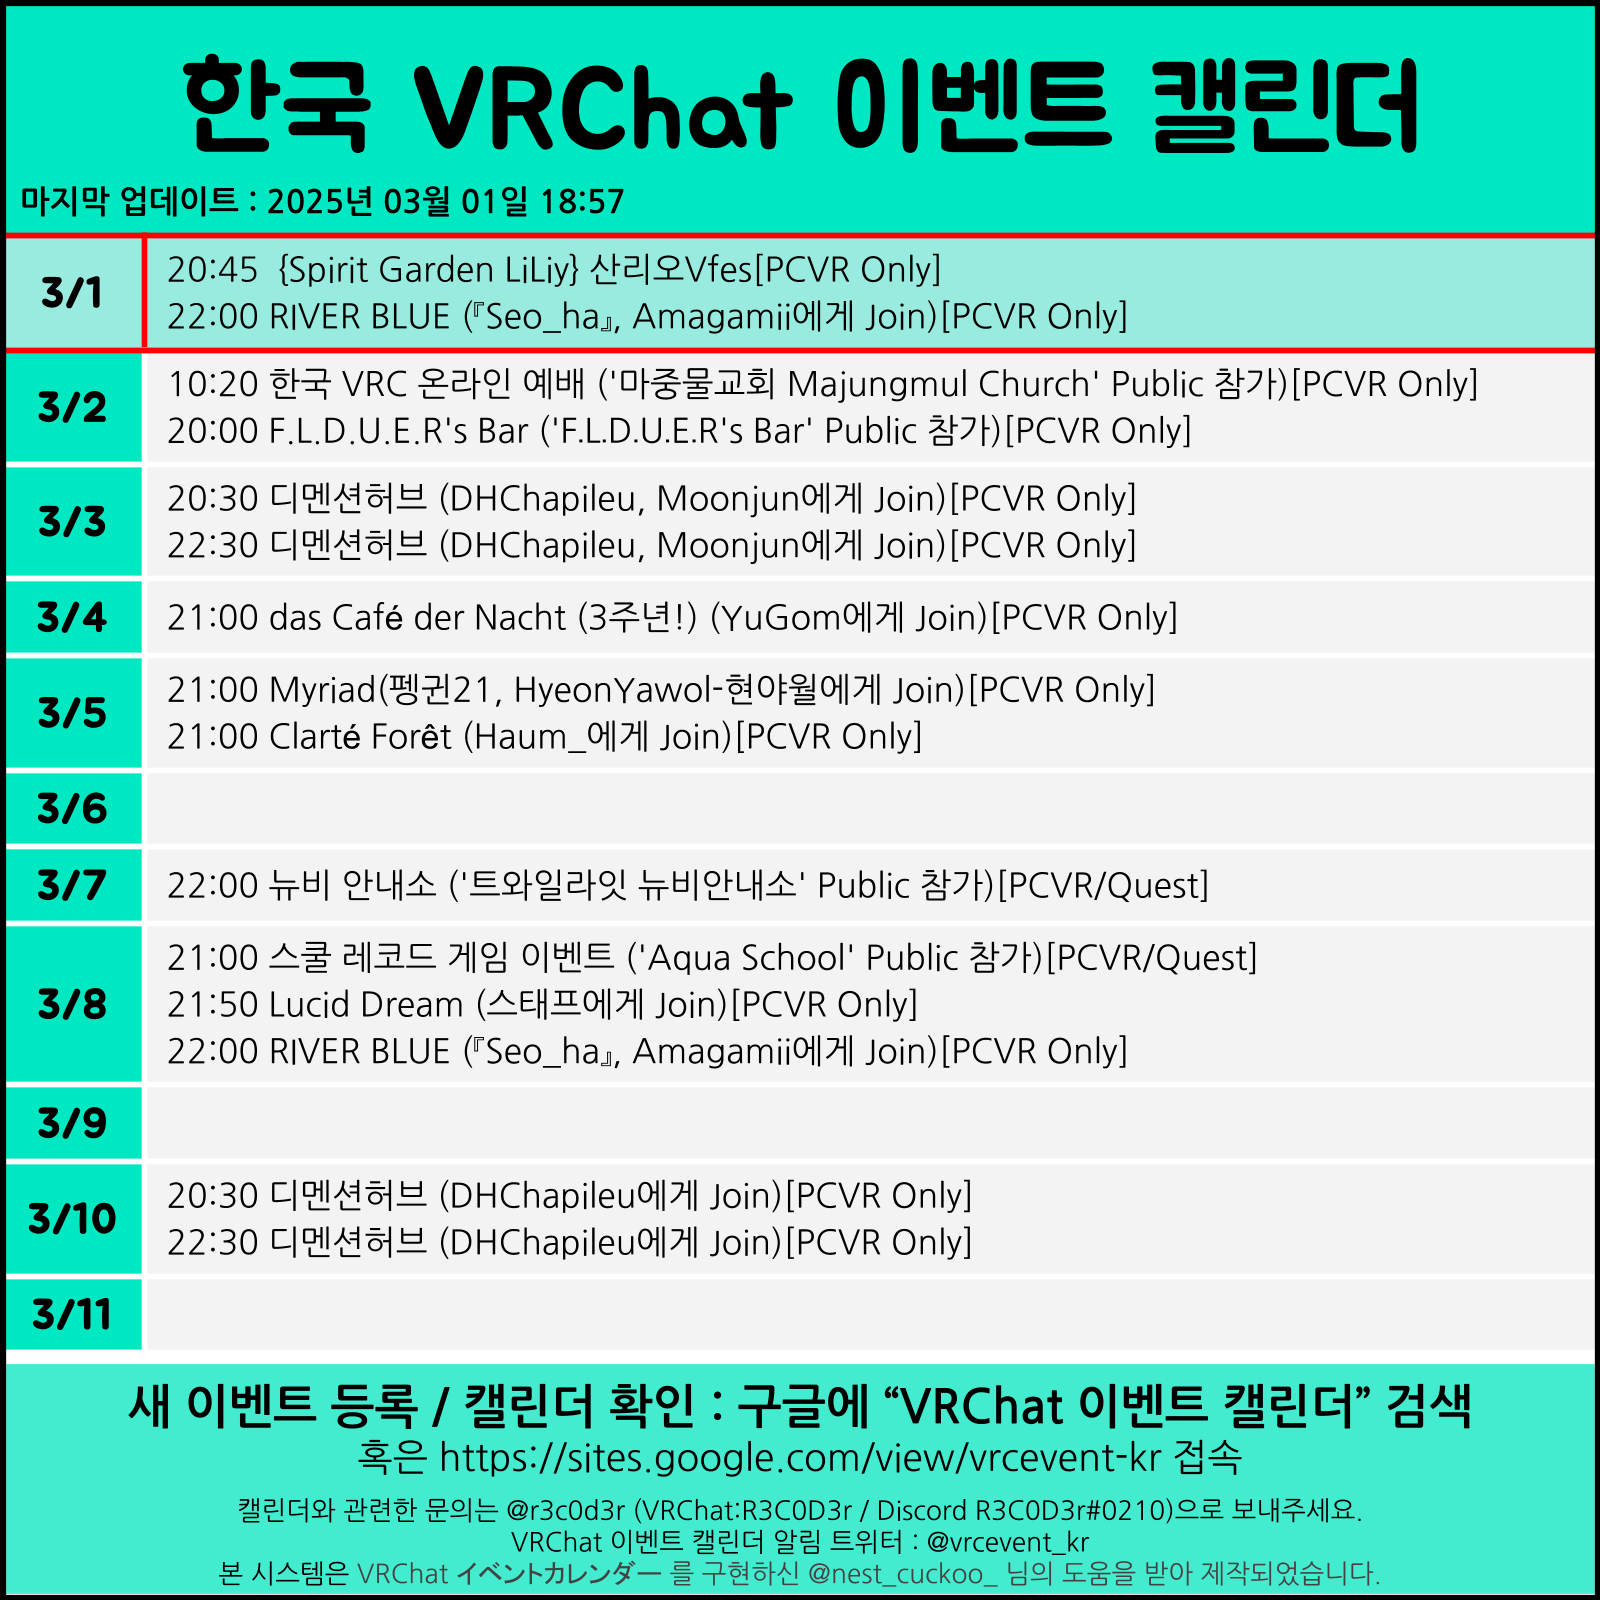 한국 VRChat 이벤트 캘린더
마지막 업데이트 : 2025년 03월 01일 18:57
3/1
20:45  {Spirit Garden LiLiy} 산리오Vfes[PCVR Only]
22:00 RIVER BLUE (『Seo_ha』, Amagamii에게 Join)[PCVR Only]
3/2
10:20 한국 VRC 온라인 예배 ('마중물교회 Majungmul Church' Public 참가)[PCVR Only]
20:00 F.L.D.U.E.R's Bar ('F.L.D.U.E.R's Bar' Public 참가)[PCVR Only]
3/3
20:30 디멘션허브 (DHChapileu, Moonjun에게 Join)[PCVR Only]
22:30 디멘션허브 (DHChapileu, Moonjun에게 Join)[PCVR Only]
3/4
21:00 das Café der Nacht (3주년!) (YuGom에게 Join)[PCVR Only]
3/5
21:00 Myriad(펭귄21, HyeonYawol-현야월에게 Join)[PCVR Only]
21:00 Clarté Forêt (Haum_에게 Join)[PCVR Only]
3/6
3/7
22:00 뉴비 안내소 ('트와일라잇 뉴비안내소' Public 참가)[PCVR/Quest]
3/8
21:00 스쿨 레코드 게임 이벤트 ('Aqua School' Public 참가)[PCVR/Quest]
21:50 Lucid Dream (스태프에게 Join)[PCVR Only]
22:00 RIVER BLUE (『Seo_ha』, Amagamii에게 Join)[PCVR Only]
3/9
3/10
20:30 디멘션허브 (DHChapileu에게 Join)[PCVR Only]
22:30 디멘션허브 (DHChapileu에게 Join)[PCVR Only]
3/11
새 이벤트 등록 / 캘린더 확인 : 구글에 “VRChat 이벤트 캘린더” 검색
혹은 https://sites.google.com/view/vrcevent-kr 접속
캘린더와 관련한 문의는 @r3c0d3r (VRChat:R3C0D3r / Discord R3C0D3r#0210)으로 보내주세요.
VRChat 이벤트 캘린더 알림 트위터 : @vrcevent_kr
본 시스템은 VRChat イベントカレンダー 를 구현하신 @nest_cuckoo_ 님의 도움을 받아 제작되었습니다.